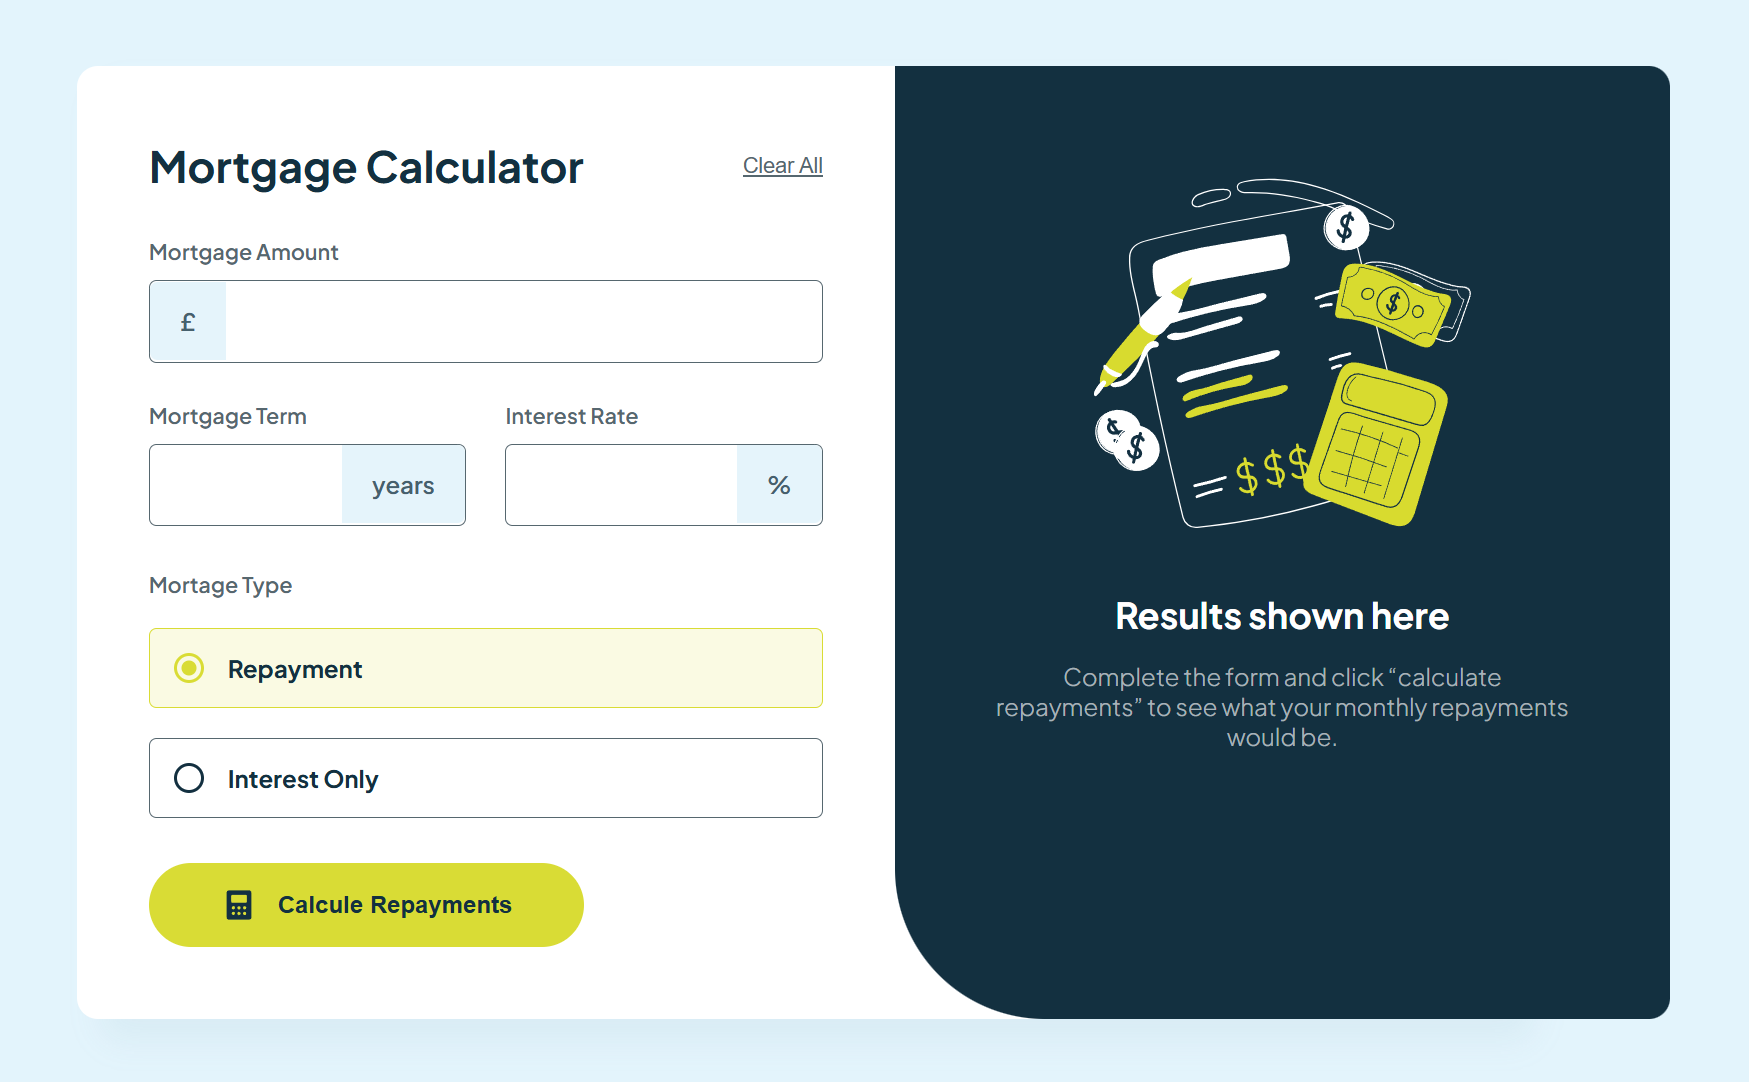 Mortgage Calculator
Clear All
Mortgage Amount
£
Mortgage Term
Interest Rate
years
%
Mortage Type
Repayment
Interest Only
Calcule Repayments
$
$
$ $
$ $ $
Results shown here
Complete the form and click “calculate
repayments” to see what your monthly repayments
would be.